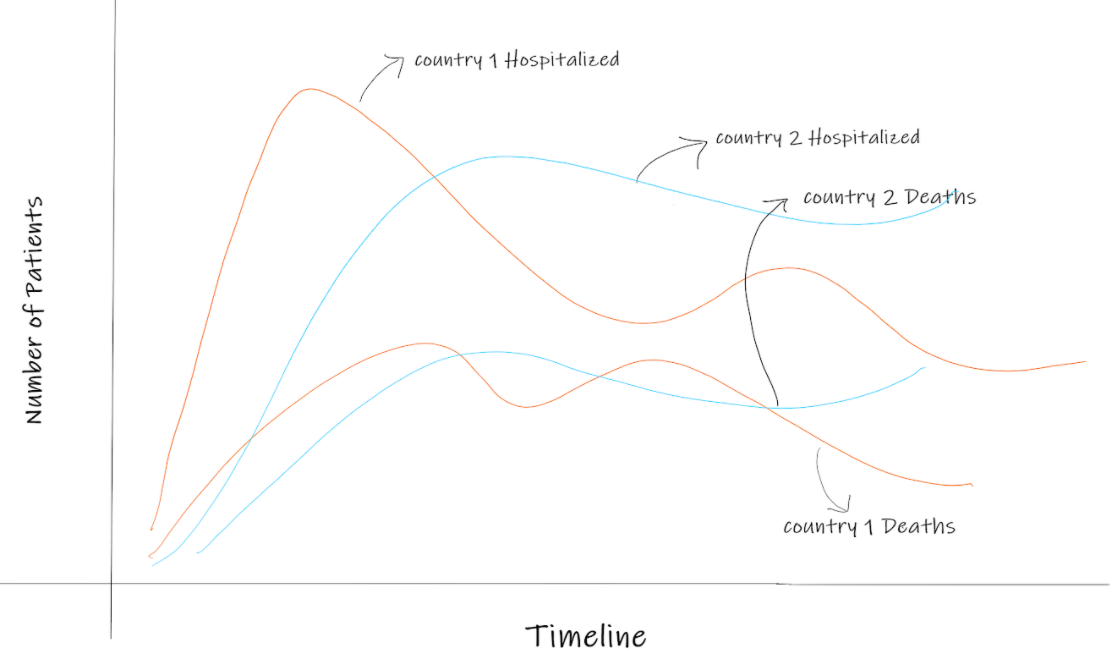 country 1 Hospitalized
country 2 Hospitalized
country 2 Deaths
Number of Patients
country 1 Deaths
Timeline